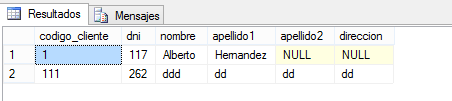 Resultados Mensajes
codigo_cliente dni nombre apellido1 apellido2 direccion
1 1 117 Alberto Hernandez NULL NULL
2 111 262 ddd dd dd dd